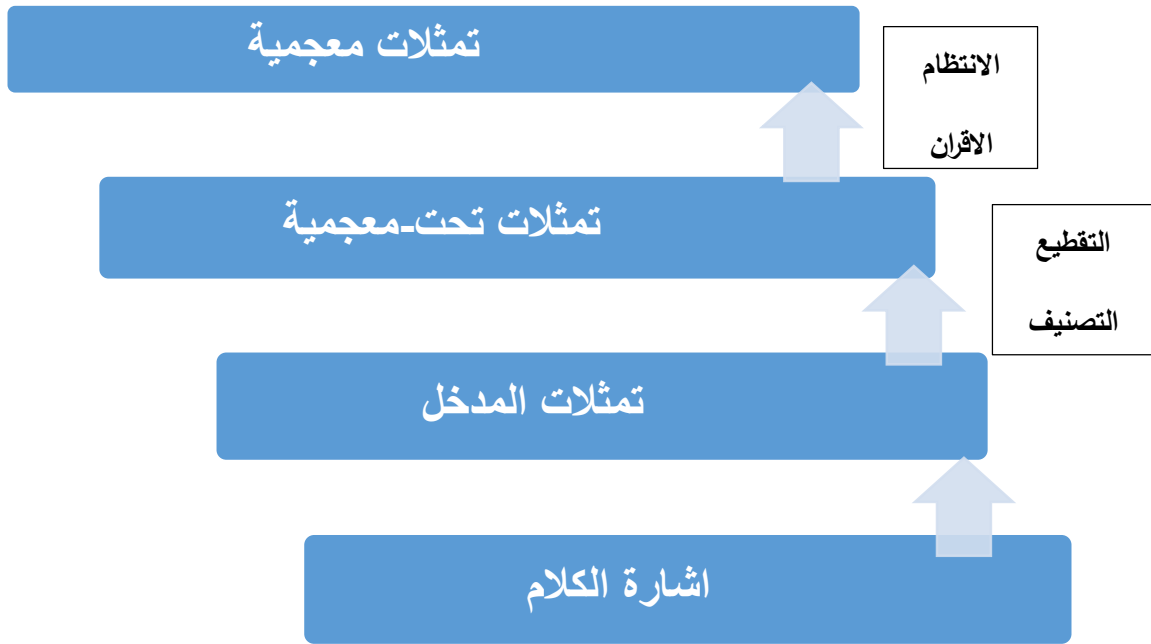 تمثلات معجمية
الانتظام
الاقران
تمثلات تحت-معجمية
التقطيع
التصنيف
تمثلات المدخل
اشارة الكلام